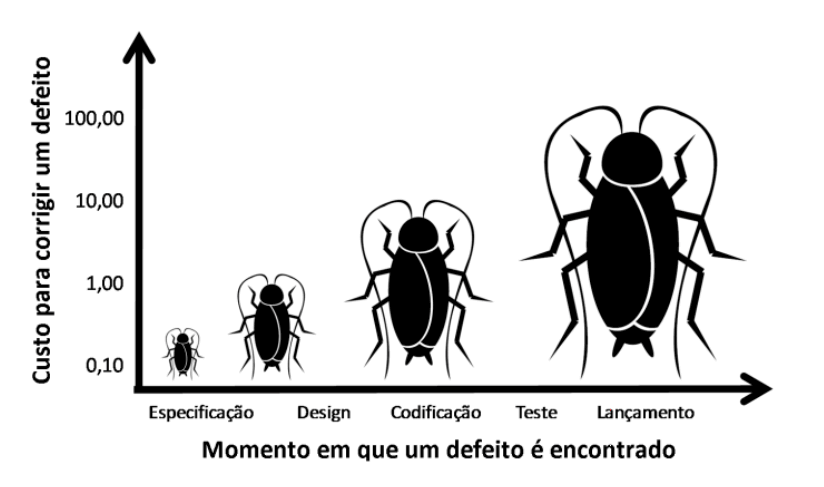 Custo para corrigir um defeito
100,00
10,00
1,00
0,10
Especificação Design Codificação Teste Lançamento
Momento em que um defeito é encontrado